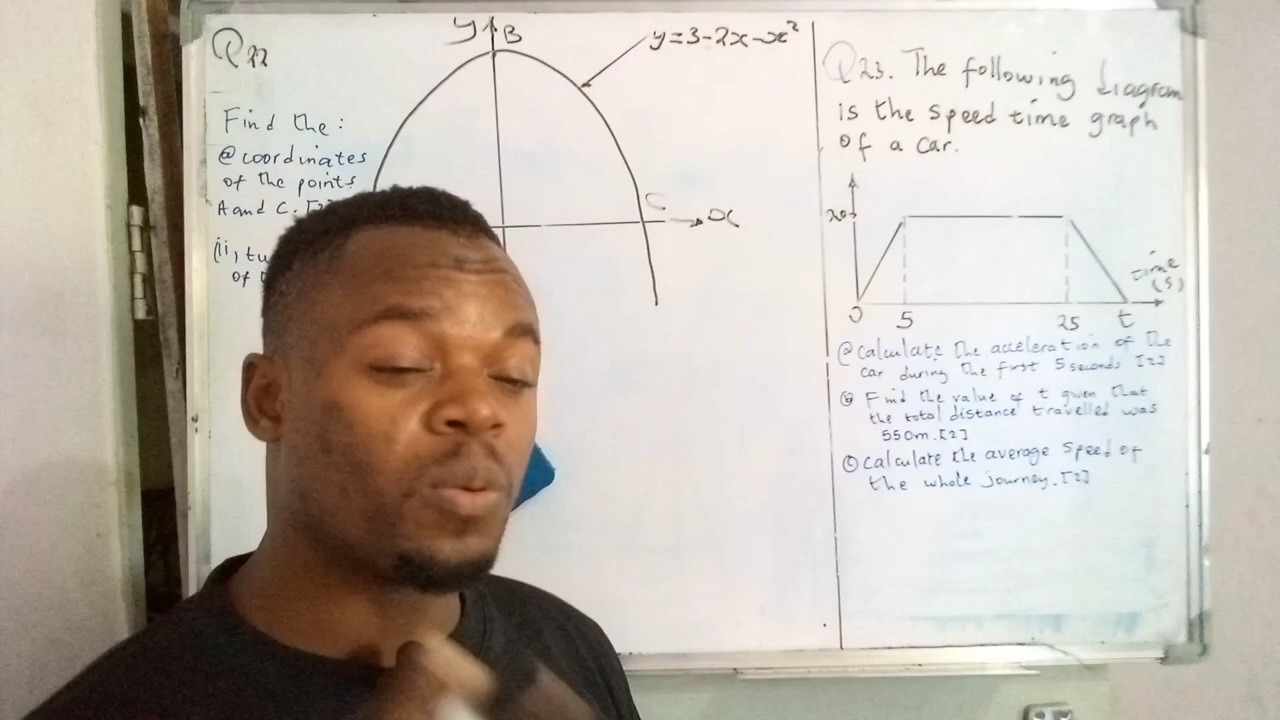 Q22
Find the:
@ coordinates
of the points
A and C. [2]
(ii)
of
y
B
y=3-2x-x²
C
x
Q23. The following diagram
is the speed time graph
of a car.
20
time
(s)
0 5 25 t
@ Calculate the acceleration of the
car during the first 5 seconds [2]
(b) Find the value of t given that
the total distance travelled was
550m.[2]
(c) Calculate the average speed of
the whole journey.[2]